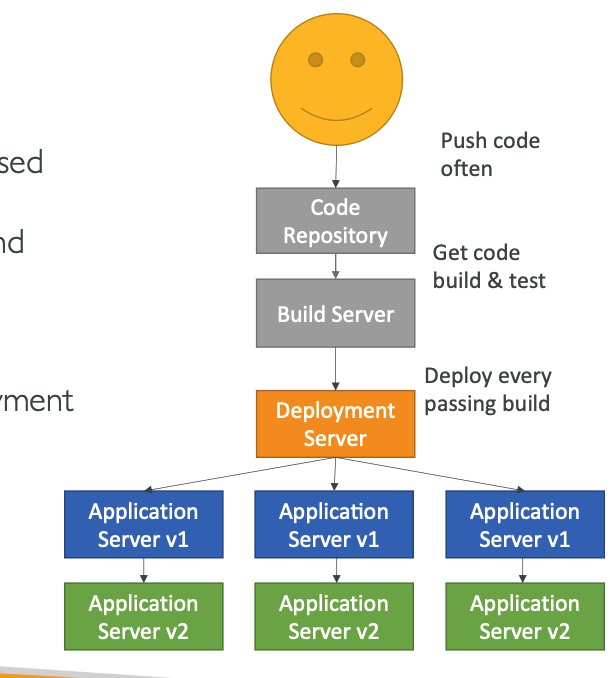 Push code
often
sed
Code
Repository
nd
Get code
build & test
Build Server
Deploy every
passing build
yment
Deployment
Server
Application
Server v1
Application
Server v1
Application
Server v1
Application
Server v2
Application
Server v2
Application
Server v2